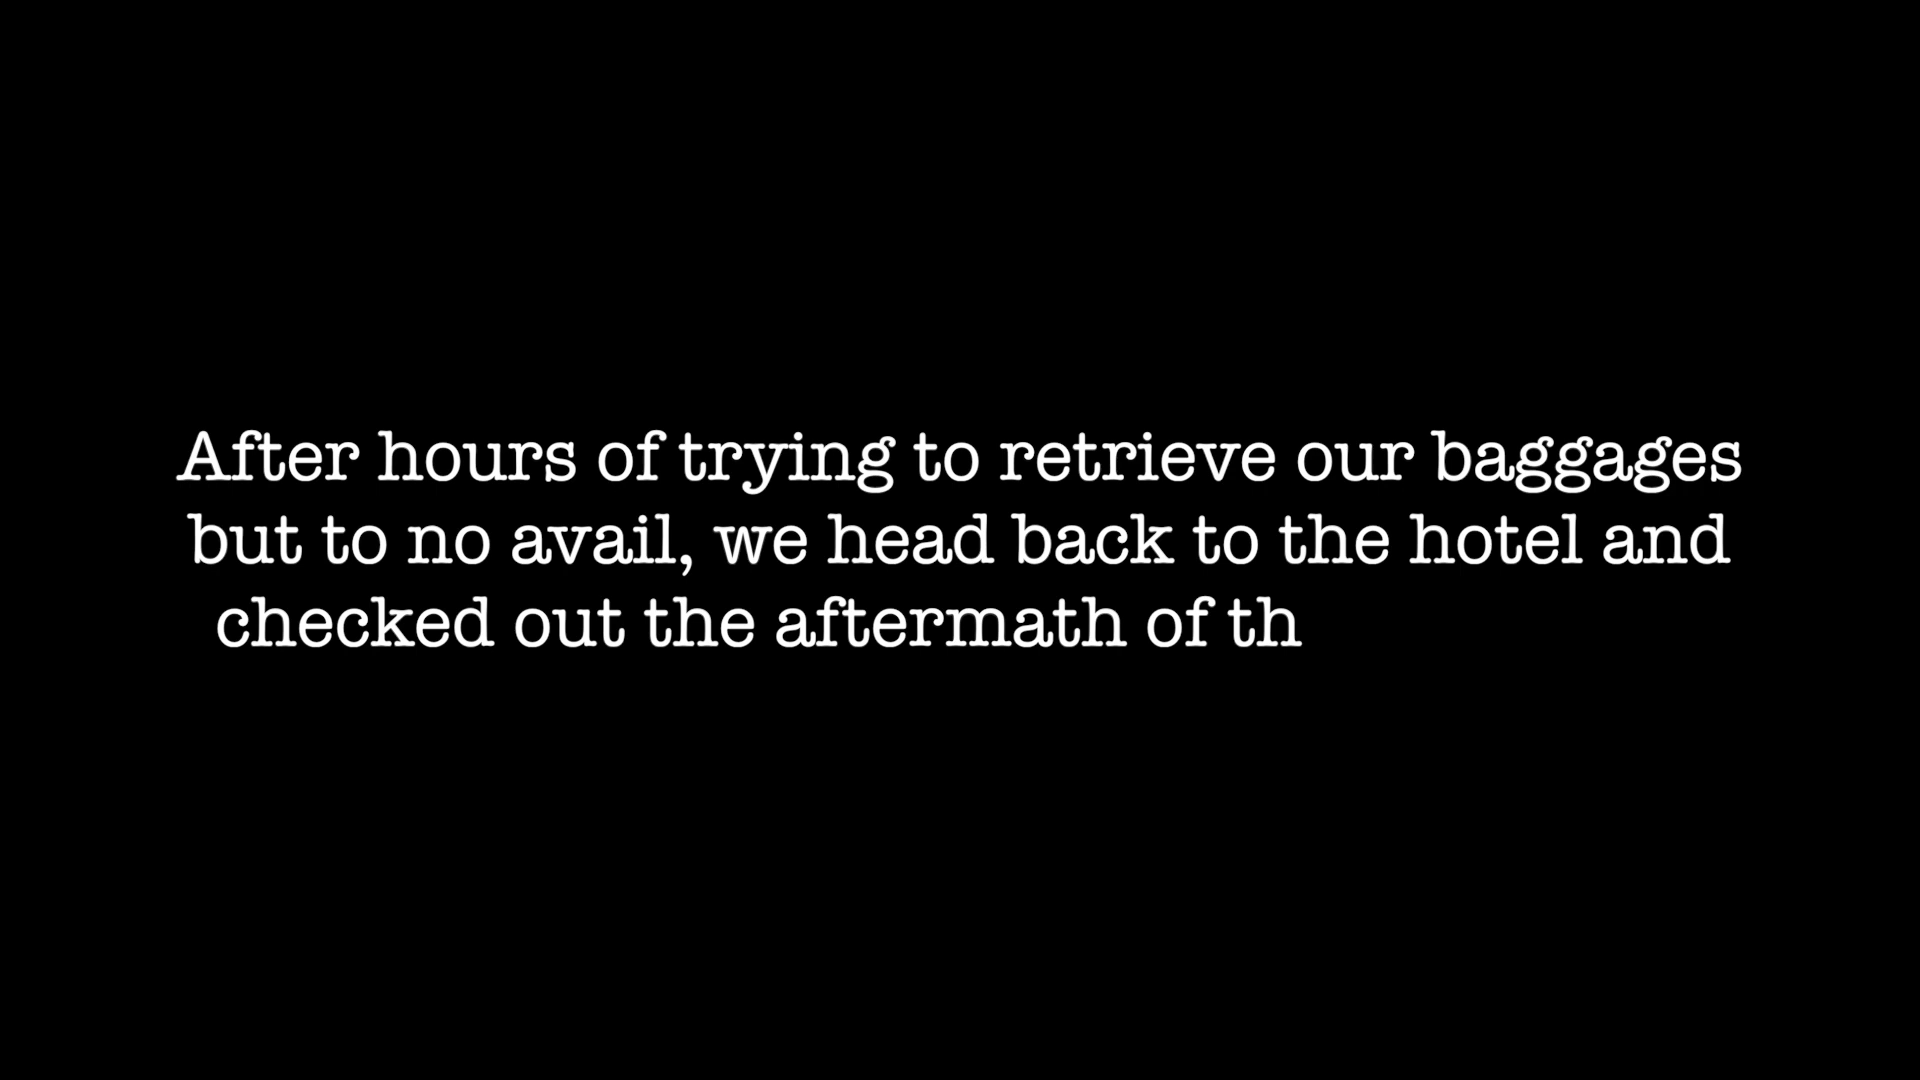 After hours of trying to retrieve our baggages
but to no avail, we head back to the hotel and
checked out the aftermath of th